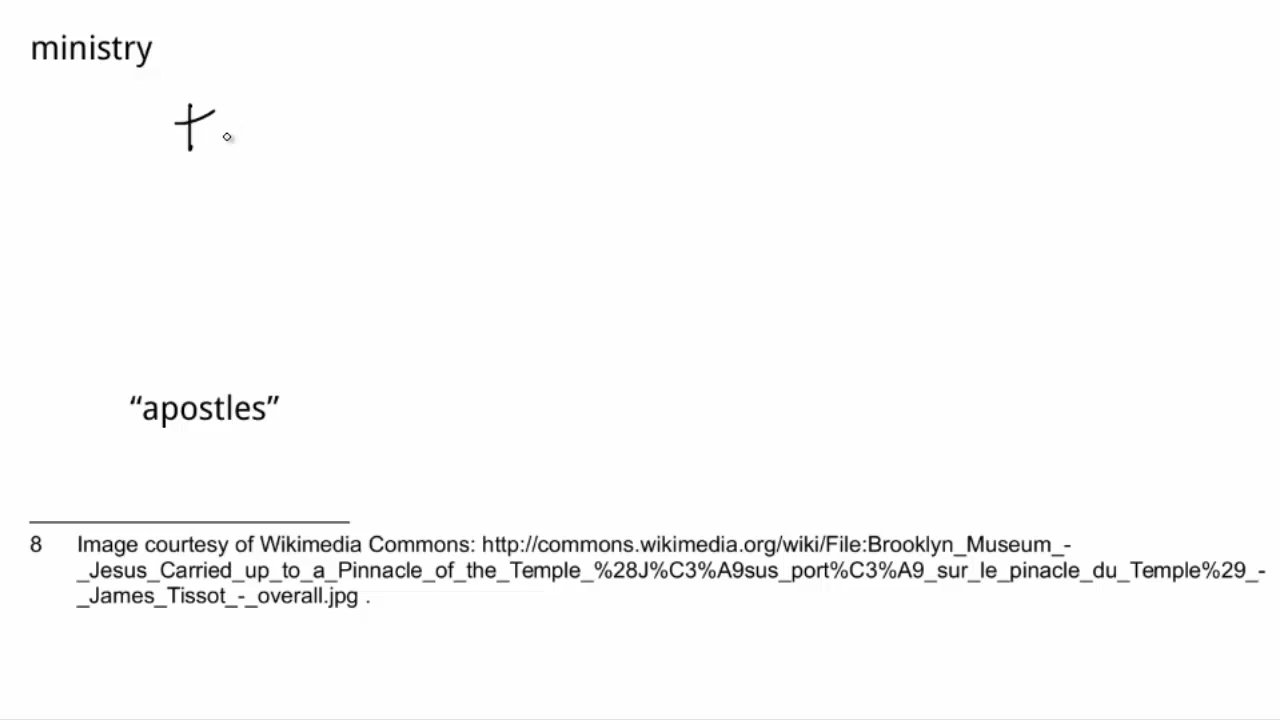 ministry
t
“apostles”
8 Image courtesy of Wikimedia Commons: http://commons.wikimedia.org/wiki/File:Brooklyn_Museum_-
_Jesus_Carried_up_to_a_Pinnacle_of_the_Temple_%28J%C3%A9sus_port%C3%A9_sur_le_pinacle_du_Temple%29_-
_James_Tissot_-_overall.jpg .